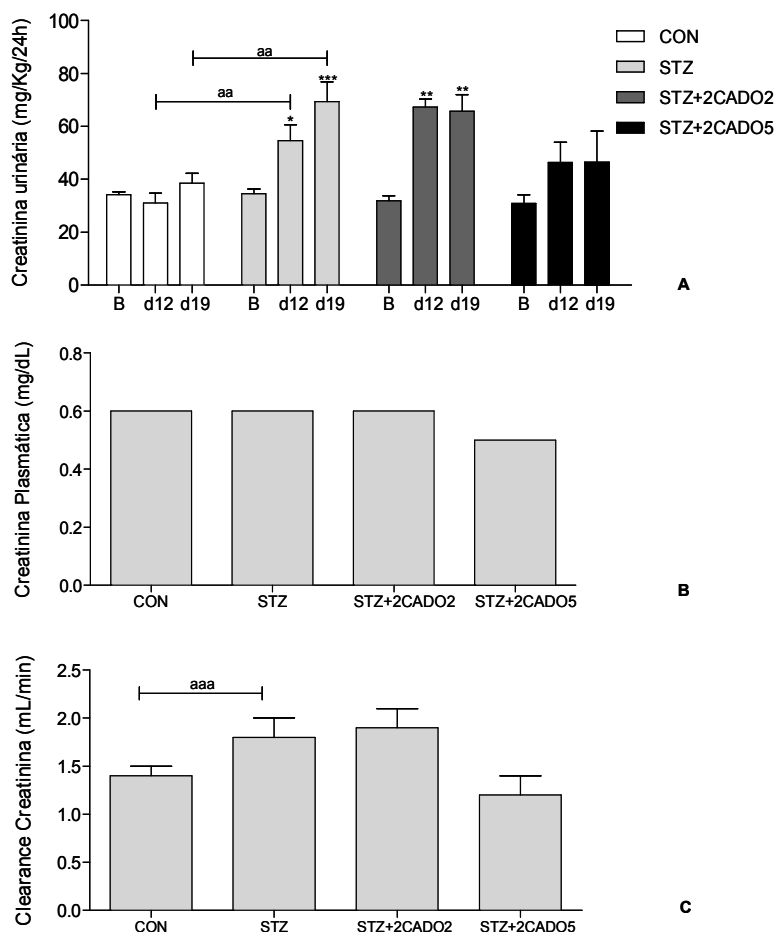 Creatinina urinária (mg/Kg/24h)
100
80
60
40
20
0
aa
aa
*
***
**
**
B d12 d19 B d12 d19 B d12 d19 B d12 d19
CON
STZ
STZ+2CADO2
STZ+2CADO5
A
Creatinina Plasmática (mg/dL)
0.8
0.6
0.4
0.2
0.0
CON STZ STZ+2CADO2 STZ+2CADO5
B
Clearance Creatinina (mL/min)
2.5
2.0
1.5
1.0
0.5
0.0
aaa
CON STZ STZ+2CADO2 STZ+2CADO5
C